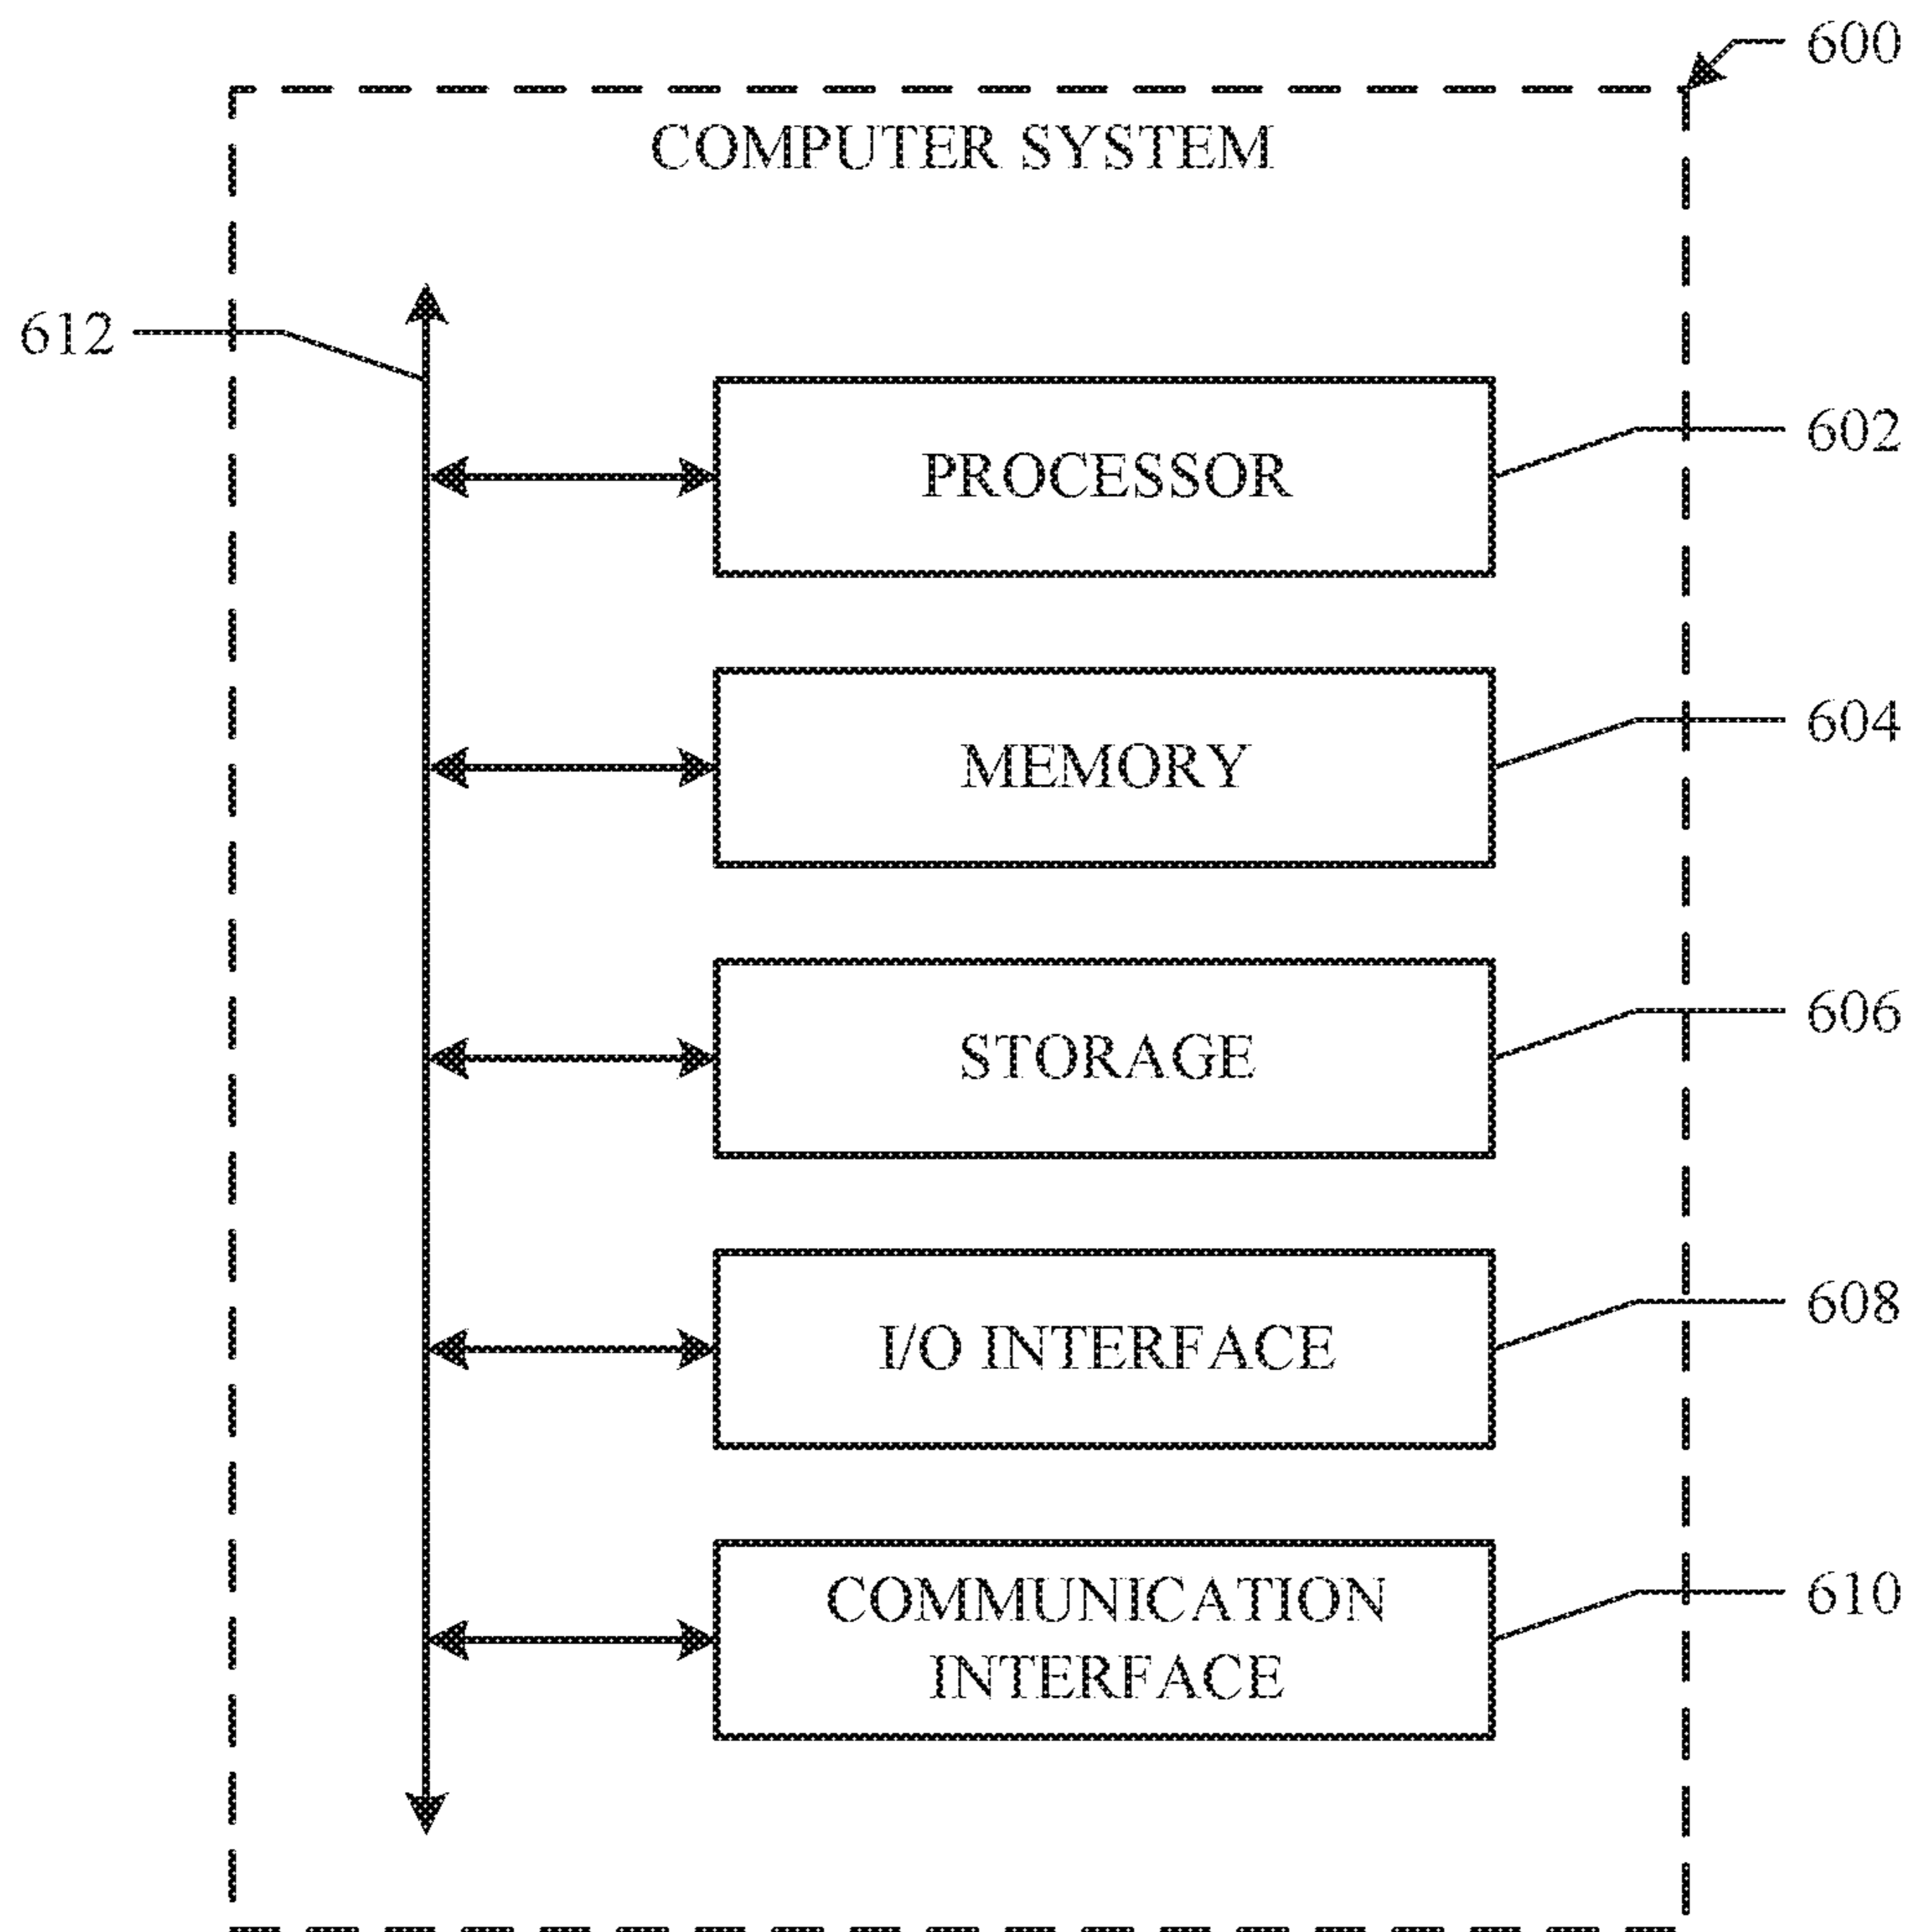 600
COMPUTER SYSTEM
612
PROCESSOR
602
MEMORY
604
STORAGE
606
I/O INTERFACE
608
COMMUNICATION
INTERFACE
610